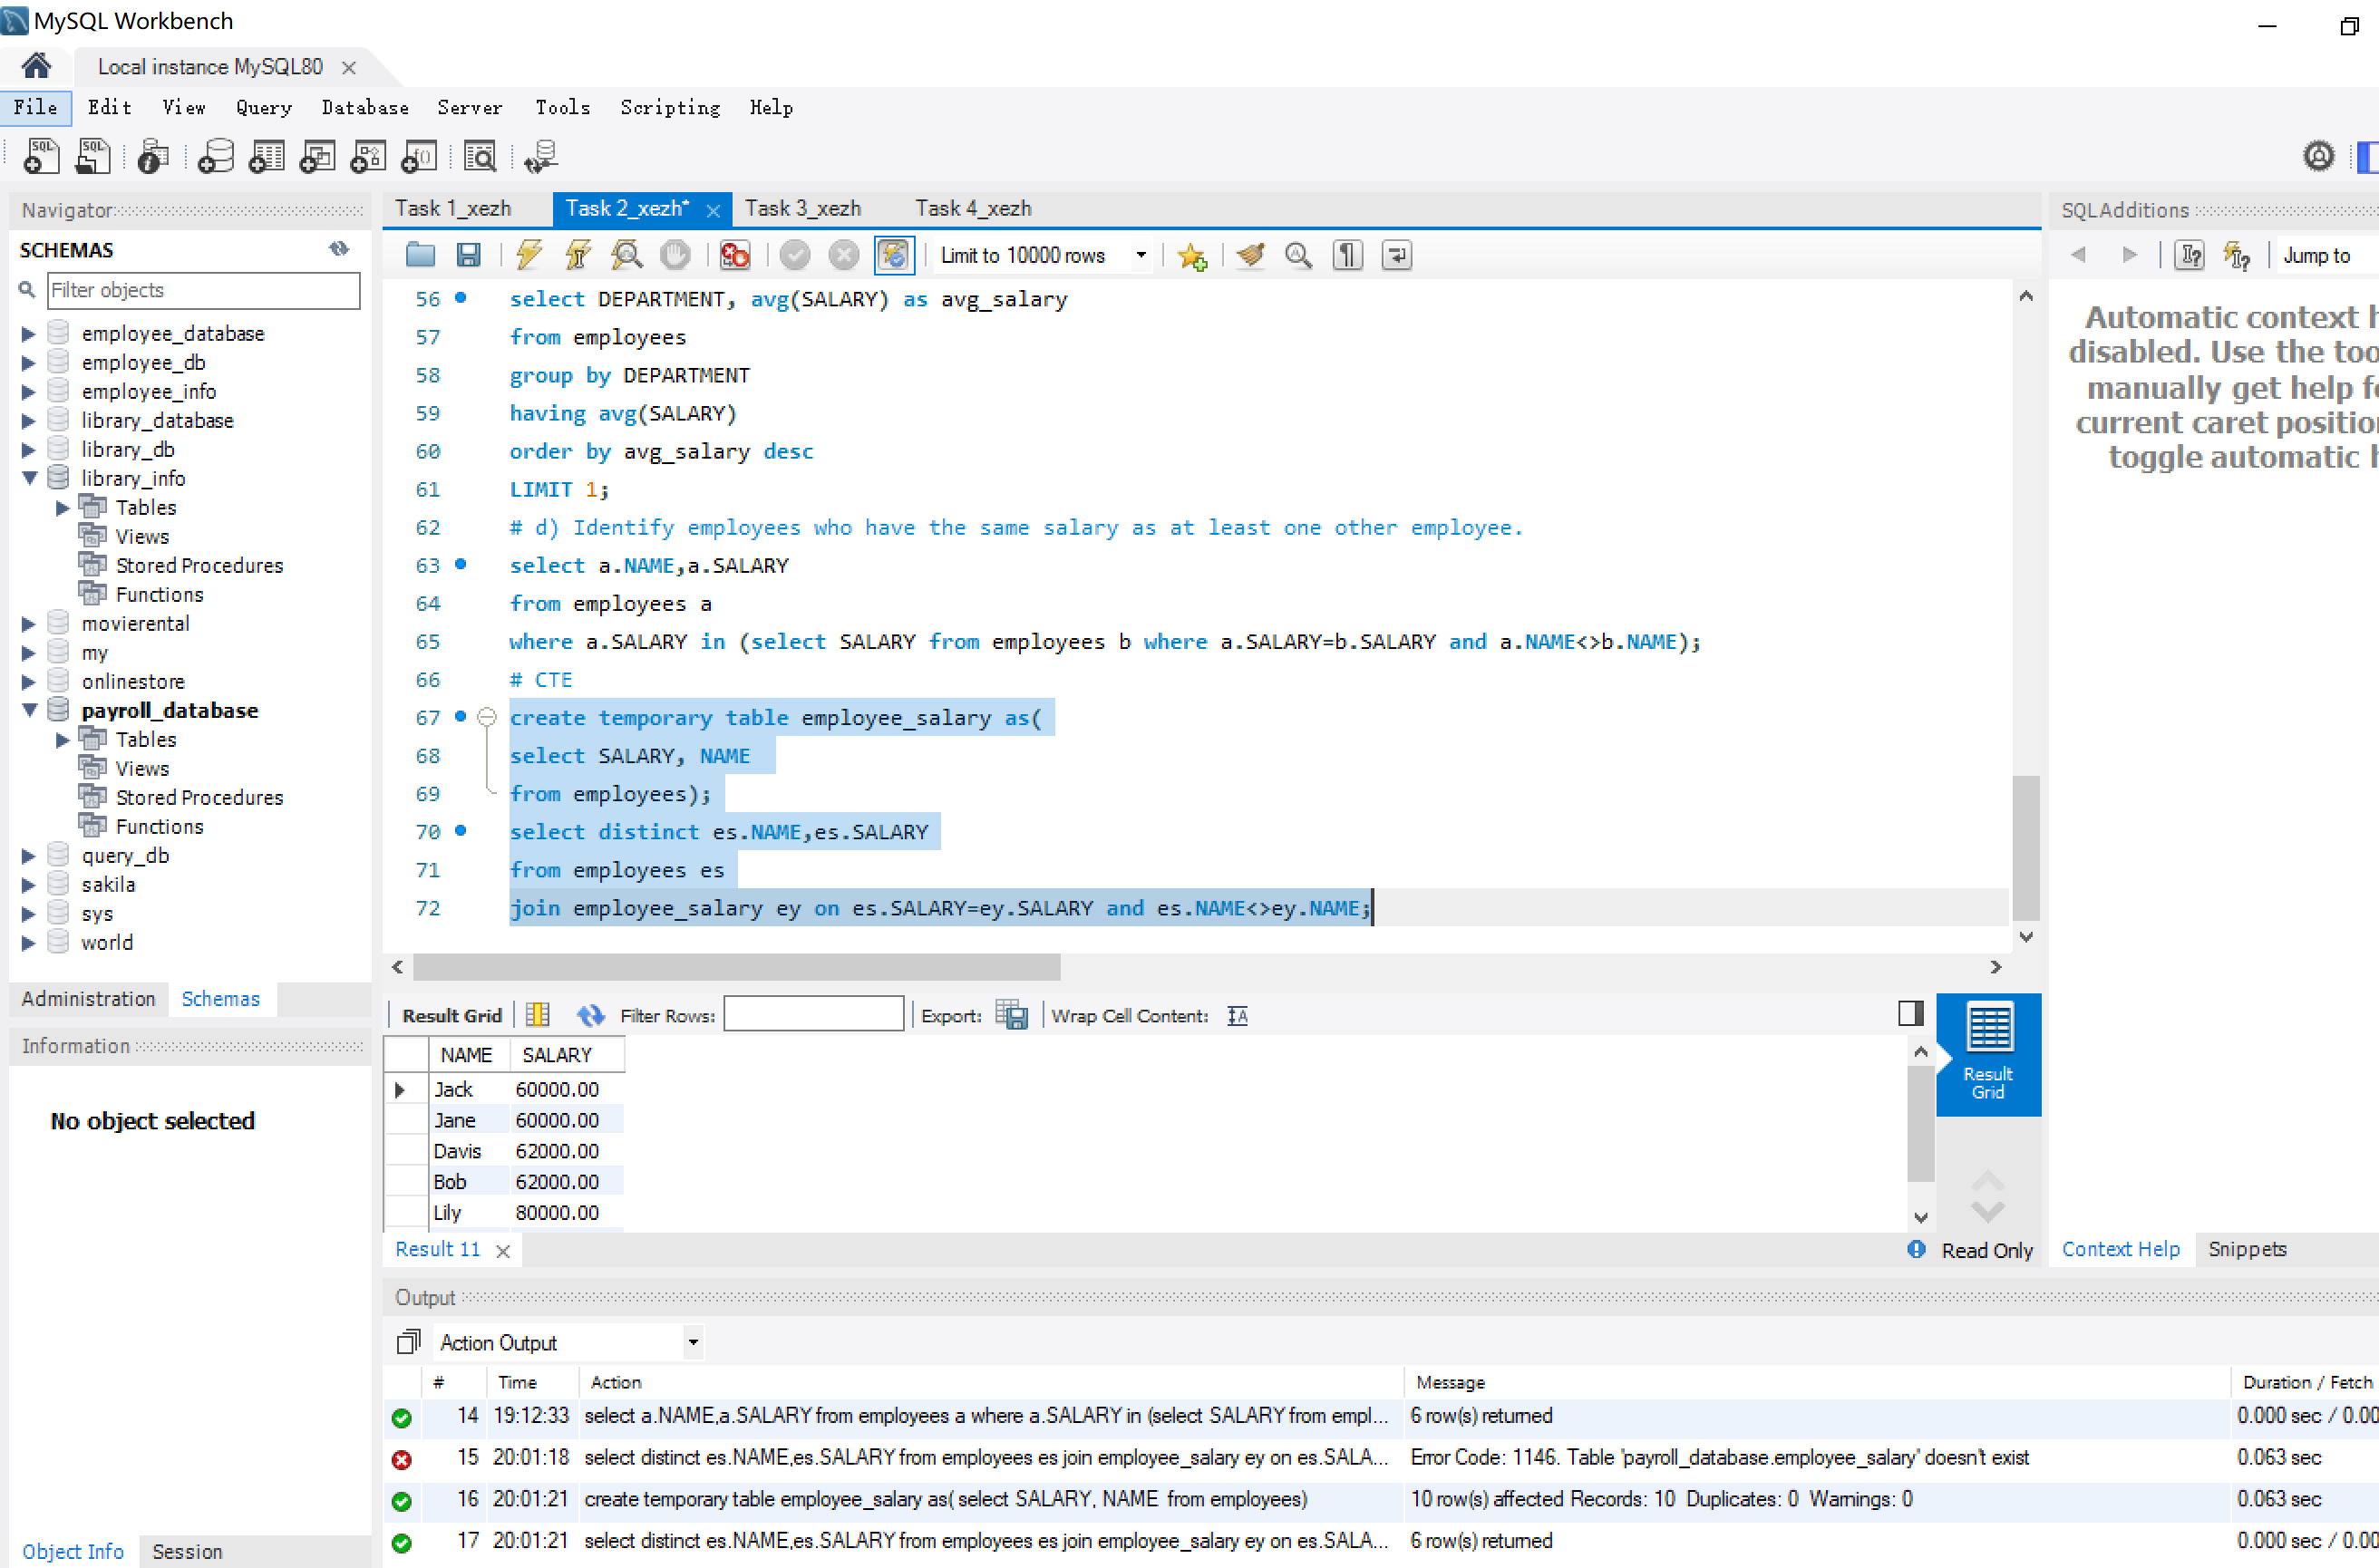 MySQL Workbench
Local instance MySQL80
File Edit View Query Database Server Tools Scripting Help
Navigator
SCHEMAS
Filter objects
employee_database
employee_db
employee_info
library_database
library_db
library_info
Tables
Views
Stored Procedures
Functions
movierental
my
onlinestore
payroll_database
Tables
Views
Stored Procedures
Functions
query_db
sakila
sys
world
Administration Schemas
Information
No object selected
Object Info Session
Task 1_xezh Task 2_xezh* Task 3_xezh Task 4_xezh
Limit to 10000 rows
56 select DEPARTMENT, avg(SALARY) as avg_salary
57 from employees
58 group by DEPARTMENT
59 having avg(SALARY)
60 order by avg_salary desc
61 LIMIT 1;
62 # d) Identify employees who have the same salary as at least one other employee.
63 select a.NAME,a.SALARY
64 from employees a
65 where a.SALARY in (select SALARY from employees b where a.SALARY=b.SALARY and a.NAME<>b.NAME);
66 # CTE
67 create temporary table employee_salary as(
68 select SALARY, NAME
69 from employees);
70 select distinct es.NAME,es.SALARY
71 from employees es
72 join employee_salary ey on es.SALARY=ey.SALARY and es.NAME<>ey.NAME;
Result Grid Filter Rows: Export: Wrap Cell Content:
NAME SALARY
Jack 60000.00
Jane 60000.00
Davis 62000.00
Bob 62000.00
Lily 80000.00
Result Grid
Result 11
Read Only
SQLAdditions
Jump to
Automatic context h
disabled. Use the too
manually get help fo
current caret position
toggle automatic h
Context Help Snippets
Output
Action Output
# Time Action Message Duration / Fetch
14 19:12:33 select a.NAME,a.SALARY from employees a where a.SALARY in (select SALARY from empl... 6 row(s) returned 0.000 sec / 0.00
15 20:01:18 select distinct es.NAME,es.SALARY from employees es join employee_salary ey on es.SALA... Error Code: 1146. Table 'payroll_database.employee_salary' doesn't exist 0.063 sec
16 20:01:21 create temporary table employee_salary as( select SALARY, NAME from employees) 10 row(s) affected Records: 10 Duplicates: 0 Warnings: 0 0.063 sec
17 20:01:21 select distinct es.NAME,es.SALARY from employees es join employee_salary ey on es.SALA... 6 row(s) returned 0.000 sec / 0.00